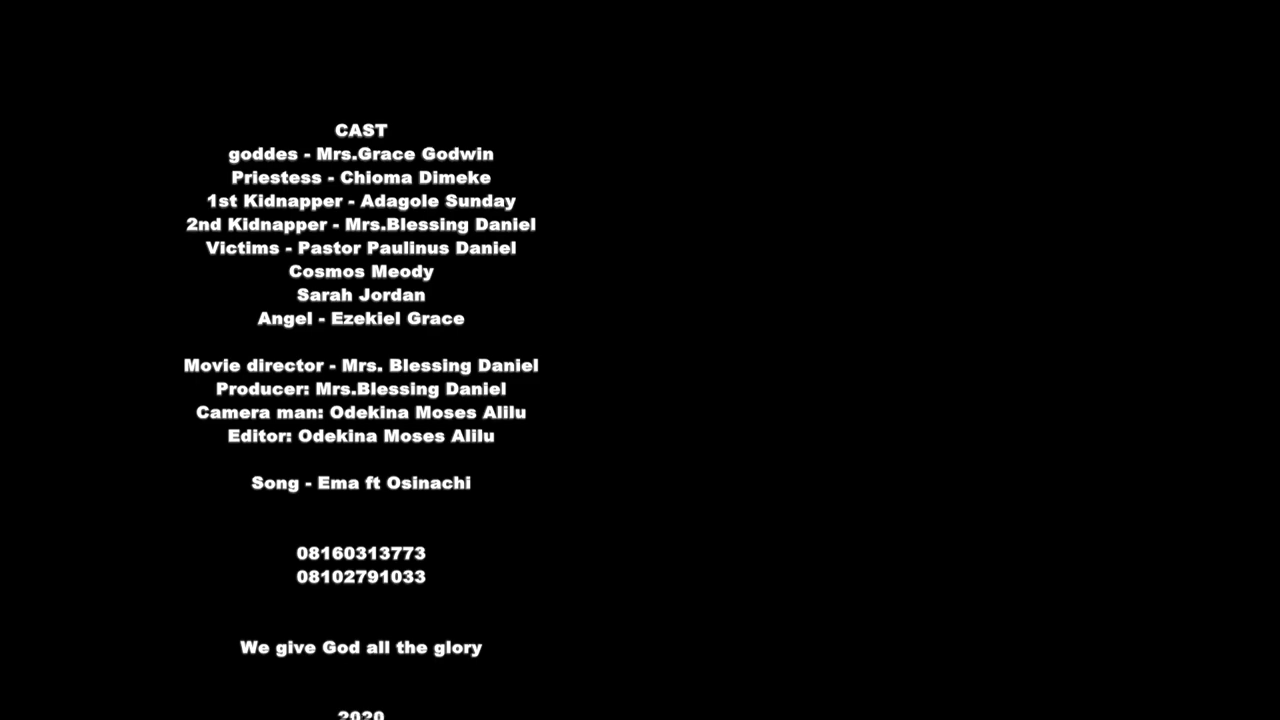 CAST
goddes - Mrs.Grace Godwin
Priestess - Chioma Dimeke
1st Kidnapper - Adagole Sunday
2nd Kidnapper - Mrs.Blessing Daniel
Victims - Pastor Paulinus Daniel
Cosmos Meody
Sarah Jordan
Angel - Ezekiel Grace
Movie director - Mrs. Blessing Daniel
Producer: Mrs.Blessing Daniel
Camera man: Odekina Moses Alilu
Editor: Odekina Moses Alilu
Song - Ema ft Osinachi
08160313773
08102791033
We give God all the glory
2020